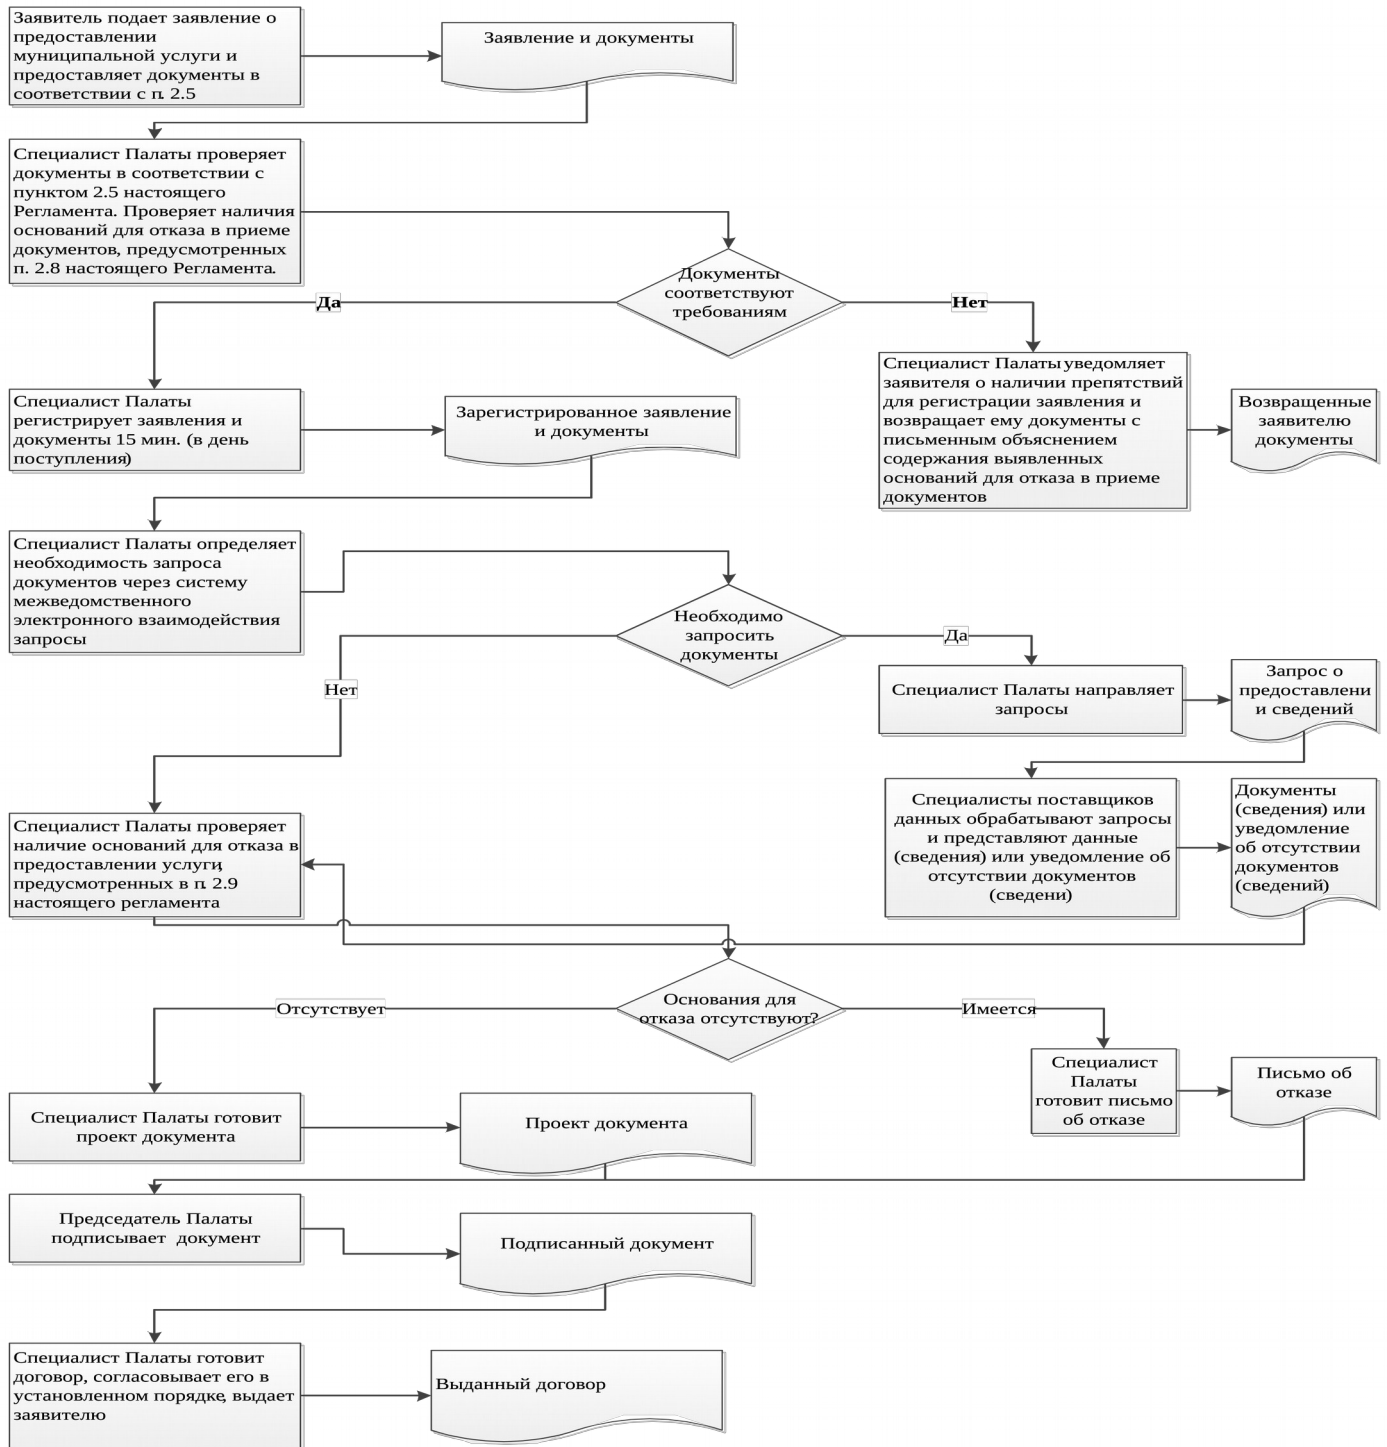 Заявитель подает заявление о
предоставлении
муниципальной услуги и
предоставляет документы в
соответствии с п. 2.5
Заявление и документы
Специалист Палаты проверяет
документы в соответствии с
пунктом 2.5 настоящего
Регламента. Проверяет наличия
оснований для отказа в приеме
документов, предусмотренных
п. 2.8 настоящего Регламента.
Документы
соответствуют
требованиям
Да
Нет
Специалист Палаты уведомляет
заявителя о наличии препятствий
для регистрации заявления и
возвращает ему документы с
письменным объяснением
содержания выявленных
оснований для отказа в приеме
документов
Возвращенные
заявителю
документы
Специалист Палаты
регистрирует заявления и
документы 15 мин. (в день
поступления)
Зарегистрированное заявление
и документы
Специалист Палаты определяет
необходимость запроса
документов через систему
межведомственного
электронного взаимодействия
запросы
Необходимо
запросить
документы
Да
Нет
Специалист Палаты направляет
запросы
Запрос о
предоставлени
и сведений
Специалисты поставщиков
данных обрабатывают запросы
и представляют данные
(сведения) или уведомление об
отсутствии документов
(сведени)
Документы
(сведения) или
уведомление
об отсутствии
документов
(сведений)
Специалист Палаты проверяет
наличие оснований для отказа в
предоставлении услуги,
предусмотренных в п. 2.9
настоящего регламента
Основания для
отказа отсутствуют?
Отсутствует
Имеется
Специалист
Палаты
готовит письмо
об отказе
Письмо об
отказе
Специалист Палаты готовит
проект документа
Проект документа
Председатель Палаты
подписывает документ
Подписанный документ
Специалист Палаты готовит
договор, согласовывает его в
установленном порядке, выдает
заявителю
Выданный договор